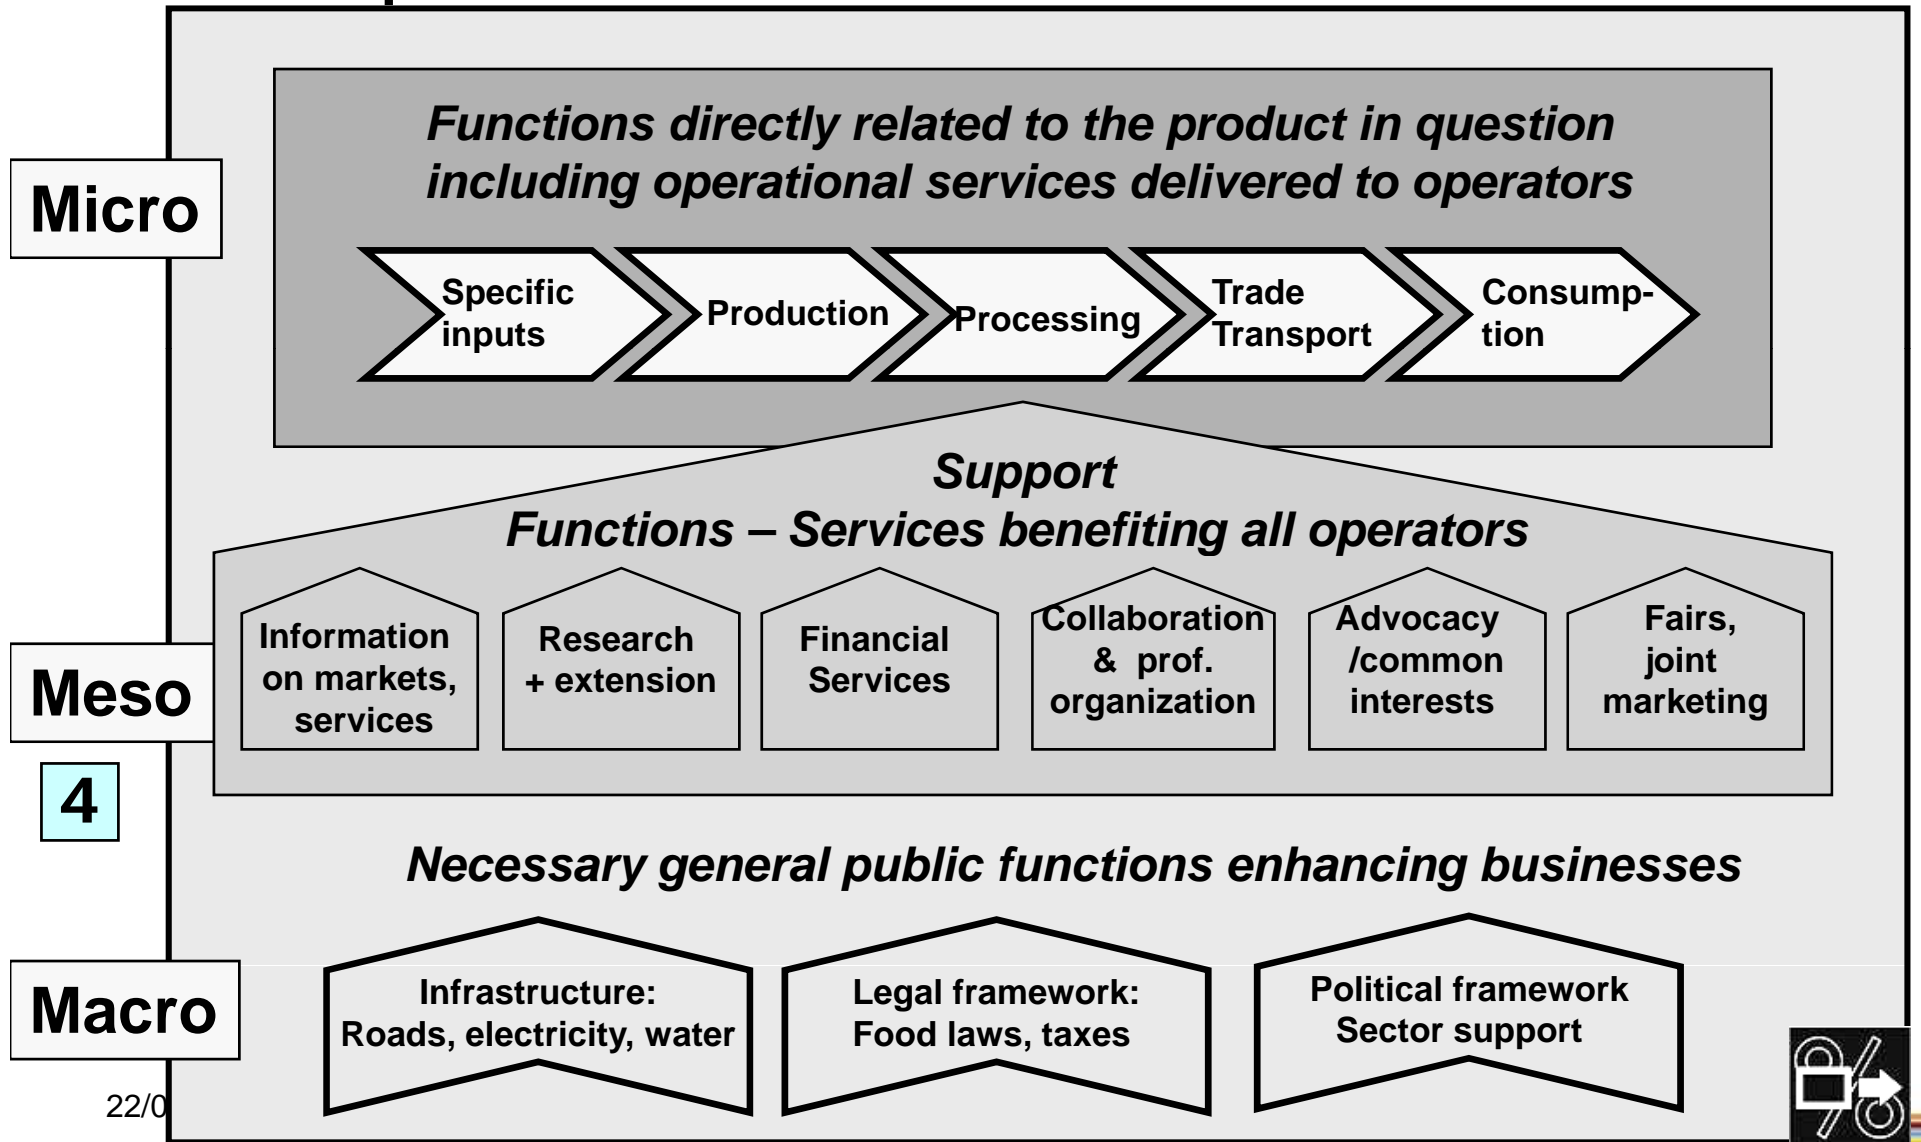 Functions directly related to the product in question
including operational services delivered to operators
Micro
Specific
inputs
Production
Processing
Trade
Transport
Consump-
tion
Support
Functions – Services benefiting all operators
Meso
Information
on markets,
services
Research
+ extension
Financial
Services
Collaboration
& prof.
organization
Advocacy
/common
interests
Fairs,
joint
marketing
4
Necessary general public functions enhancing businesses
Macro
Infrastructure:
Roads, electricity, water
Legal framework:
Food laws, taxes
Political framework
Sector support
22/0